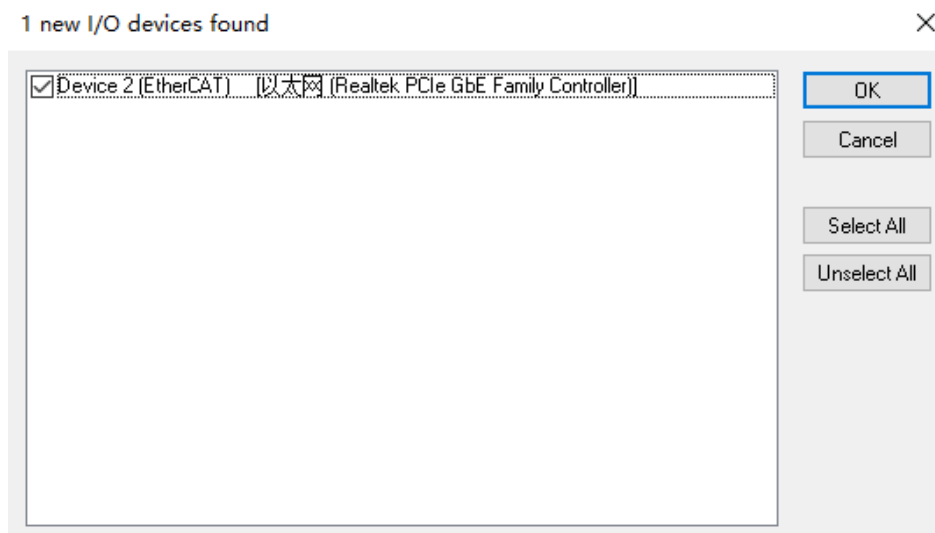 1 new I/O devices found
Device 2 (EtherCAT) [以太网 (Realtek PCIe GbE Family Controller)]
OK
Cancel
Select All
Unselect All